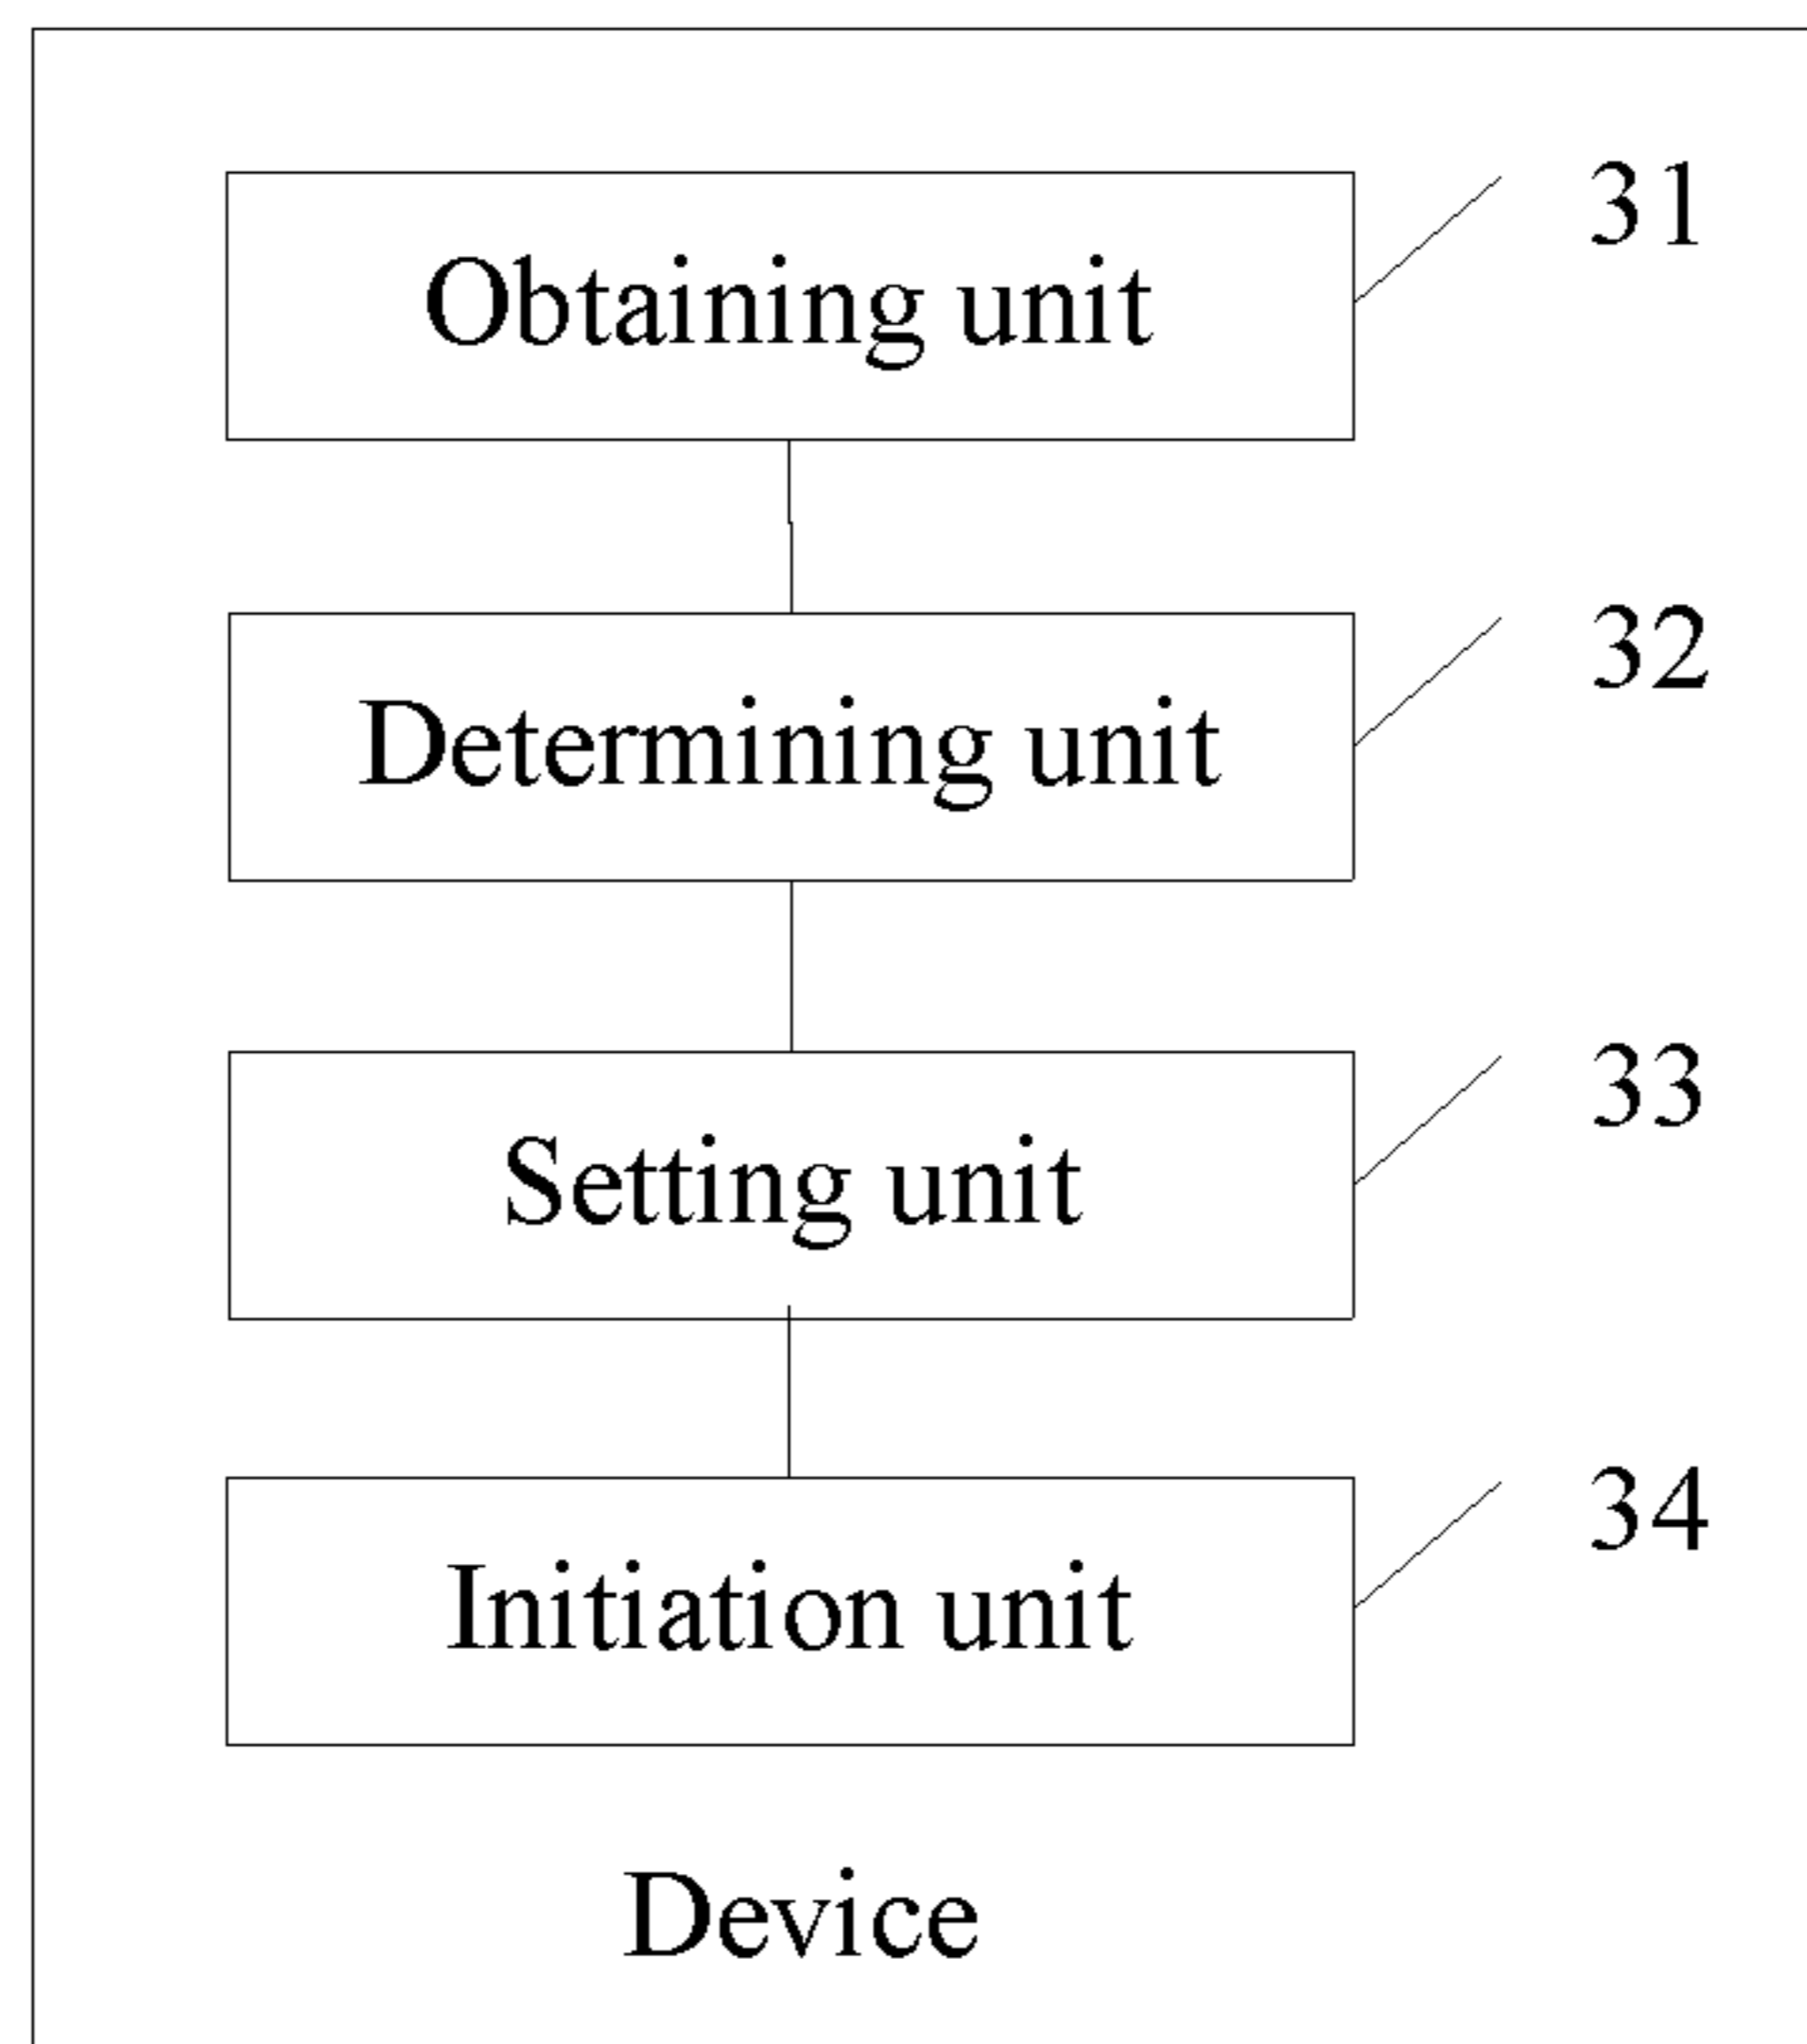 Obtaining unit
31
Determining unit
32
Setting unit
33
Initiation unit
34
Device